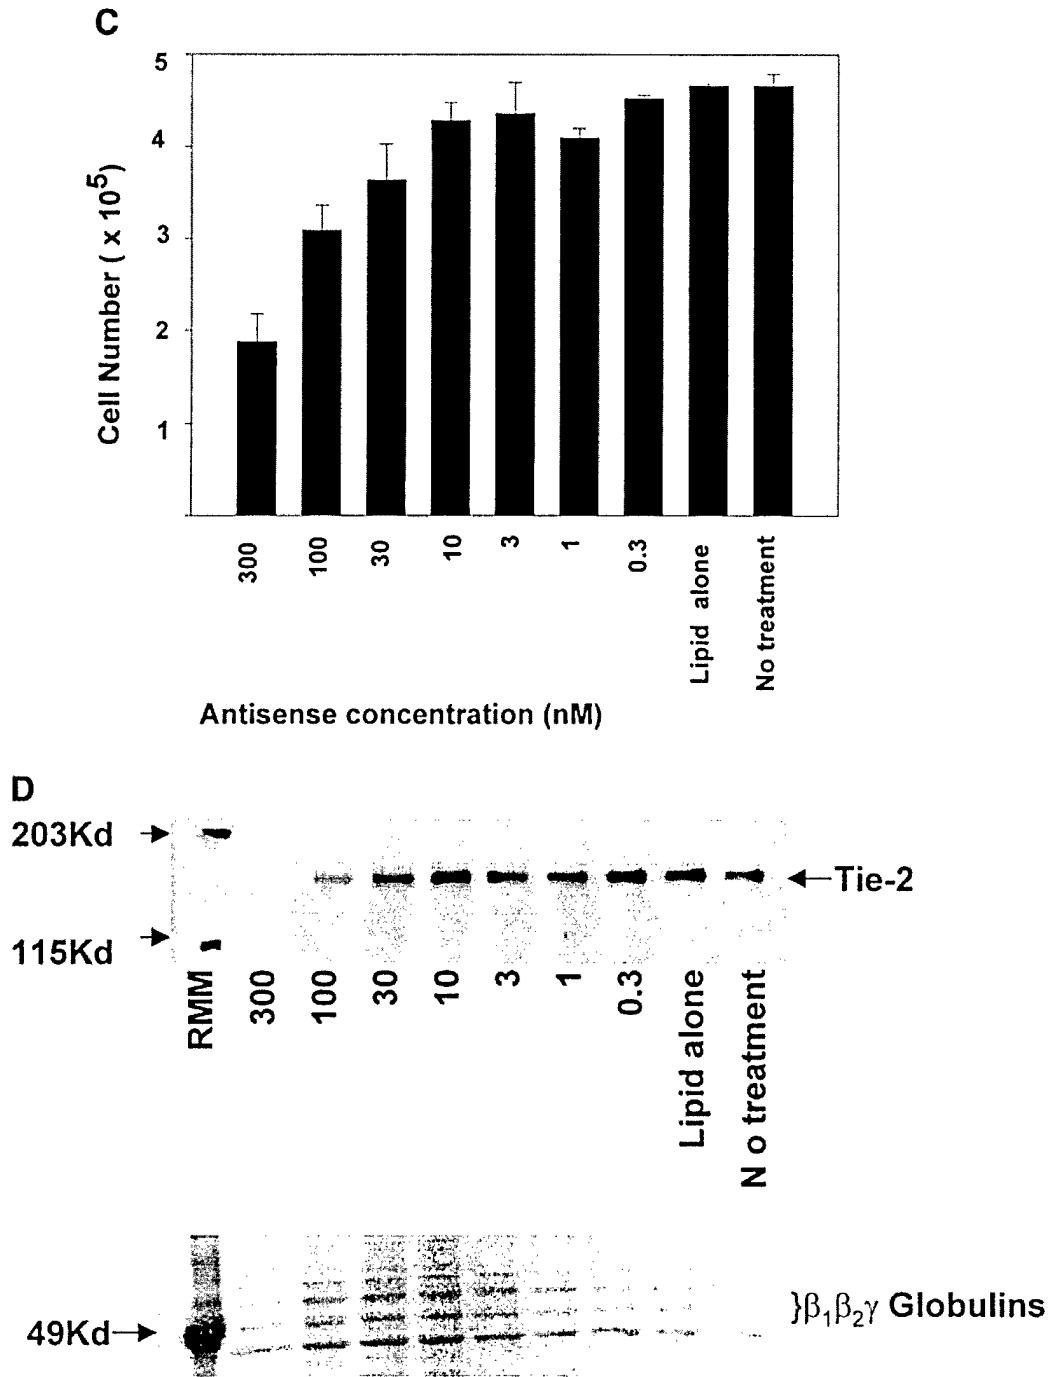 C
5
4
3
2
1
Cell Number ( x 10⁵)
300
100
30
10
3
1
0.3
Lipid alone
No treatment
Antisense concentration (nM)
D
203Kd
Tie-2
115Kd
RMM
300
100
30
10
3
1
0.3
Lipid alone
N o treatment
49Kd
}β₁β₂γ Globulins